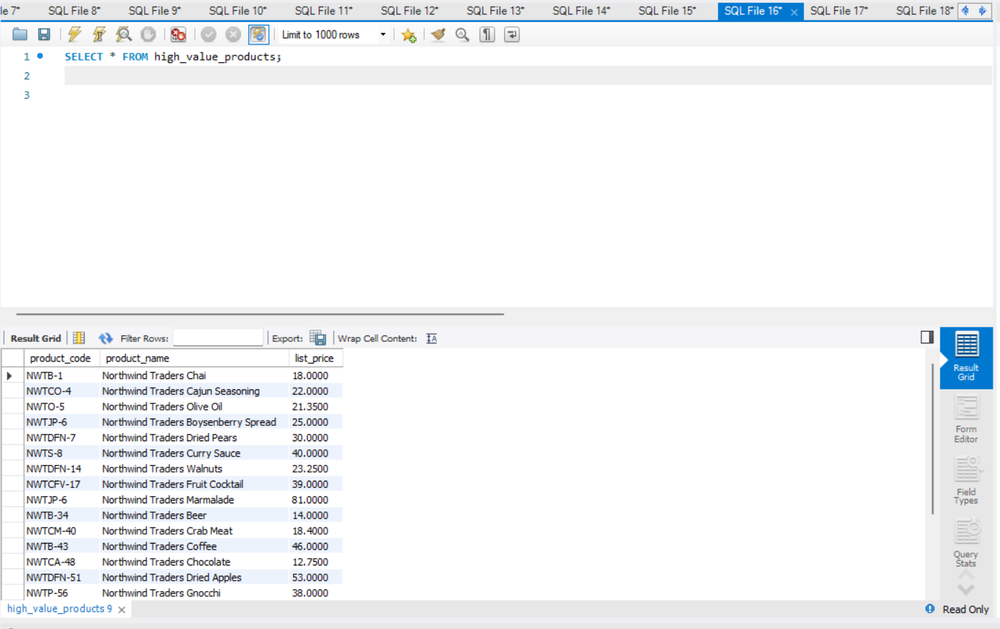 le 7* SQL File 8* SQL File 9* SQL File 10* SQL File 11* SQL File 12* SQL File 13* SQL File 14* SQL File 15* SQL File 16* SQL File 17* SQL File 18*
Limit to 1000 rows
1 SELECT * FROM high_value_products;
2
3
Result Grid Filter Rows: Export: Wrap Cell Content: IA
product_code product_name list_price
NWTB-1 Northwind Traders Chai 18.0000
NWTCO-4 Northwind Traders Cajun Seasoning 22.0000
NWTO-5 Northwind Traders Olive Oil 21.3500
NWTJP-6 Northwind Traders Boysenberry Spread 25.0000
NWTDFN-7 Northwind Traders Dried Pears 30.0000
NWTS-8 Northwind Traders Curry Sauce 40.0000
NWTDFN-14 Northwind Traders Walnuts 23.2500
NWTCFV-17 Northwind Traders Fruit Cocktail 39.0000
NWTJP-6 Northwind Traders Marmalade 81.0000
NWTB-34 Northwind Traders Beer 14.0000
NWTCM-40 Northwind Traders Crab Meat 18.4000
NWTB-43 Northwind Traders Coffee 46.0000
NWTCA-48 Northwind Traders Chocolate 12.7500
NWTDFN-51 Northwind Traders Dried Apples 53.0000
NWTP-56 Northwind Traders Gnocchi 38.0000
Result
Grid
Form
Editor
Field
Types
Query
Stats
high_value_products 9 Read Only